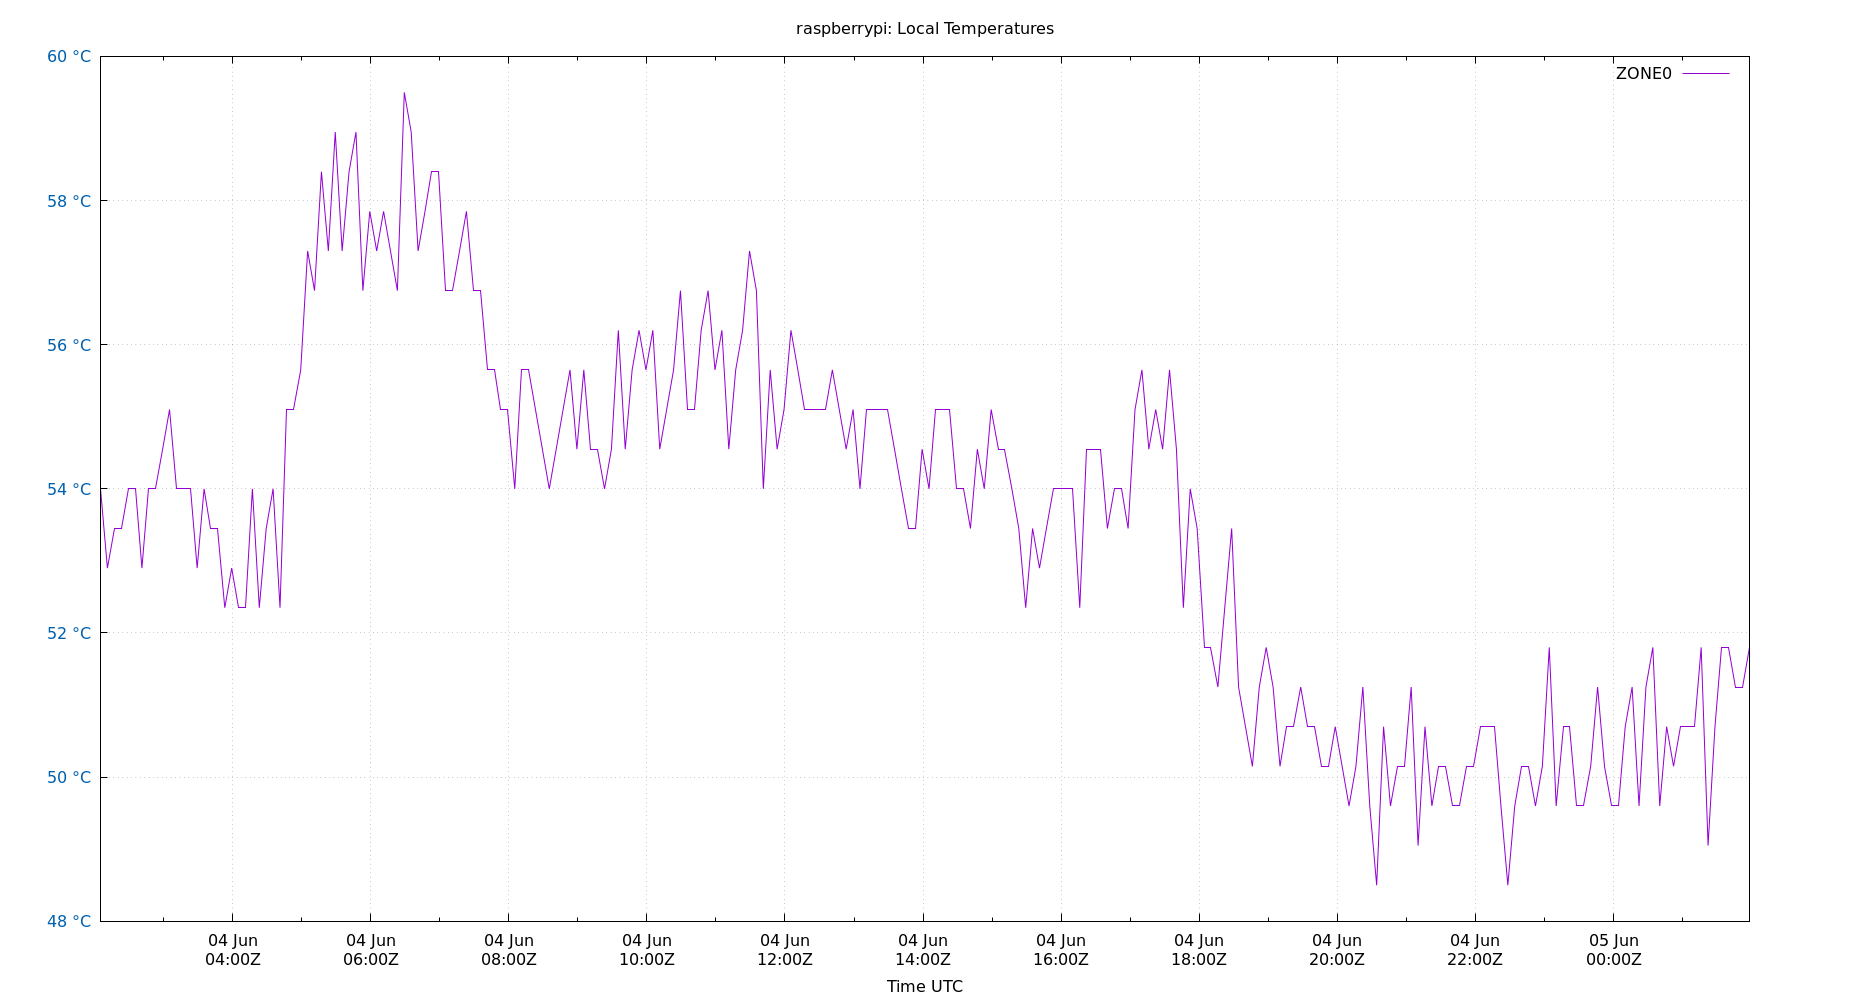 raspberrypi: Local Temperatures
60 °C
ZONE0
58 °C
56 °C
54 °C
52 °C
50 °C
48 °C
04 Jun 04 Jun 04 Jun 04 Jun 04 Jun 04 Jun 04 Jun 04 Jun 04 Jun 04 Jun 05 Jun
04:00Z 06:00Z 08:00Z 10:00Z 12:00Z 14:00Z 16:00Z 18:00Z 20:00Z 22:00Z 00:00Z
Time UTC